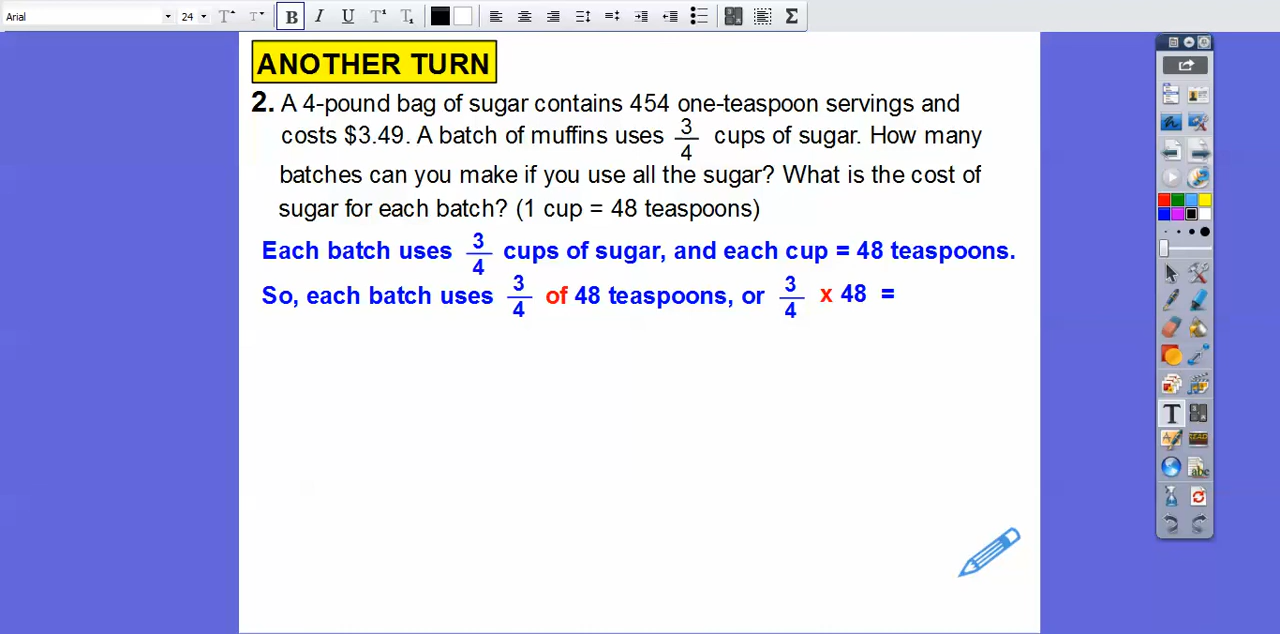 Arial 24 T T B I U T¹ T₁ Σ
ANOTHER TURN
2. A 4-pound bag of sugar contains 454 one-teaspoon servings and
costs $3.49. A batch of muffins uses 3/4 cups of sugar. How many
batches can you make if you use all the sugar? What is the cost of
sugar for each batch? (1 cup = 48 teaspoons)
Each batch uses 3/4 cups of sugar, and each cup = 48 teaspoons.
So, each batch uses 3/4 of 48 teaspoons, or 3/4 x 48 =
T
READ
abc